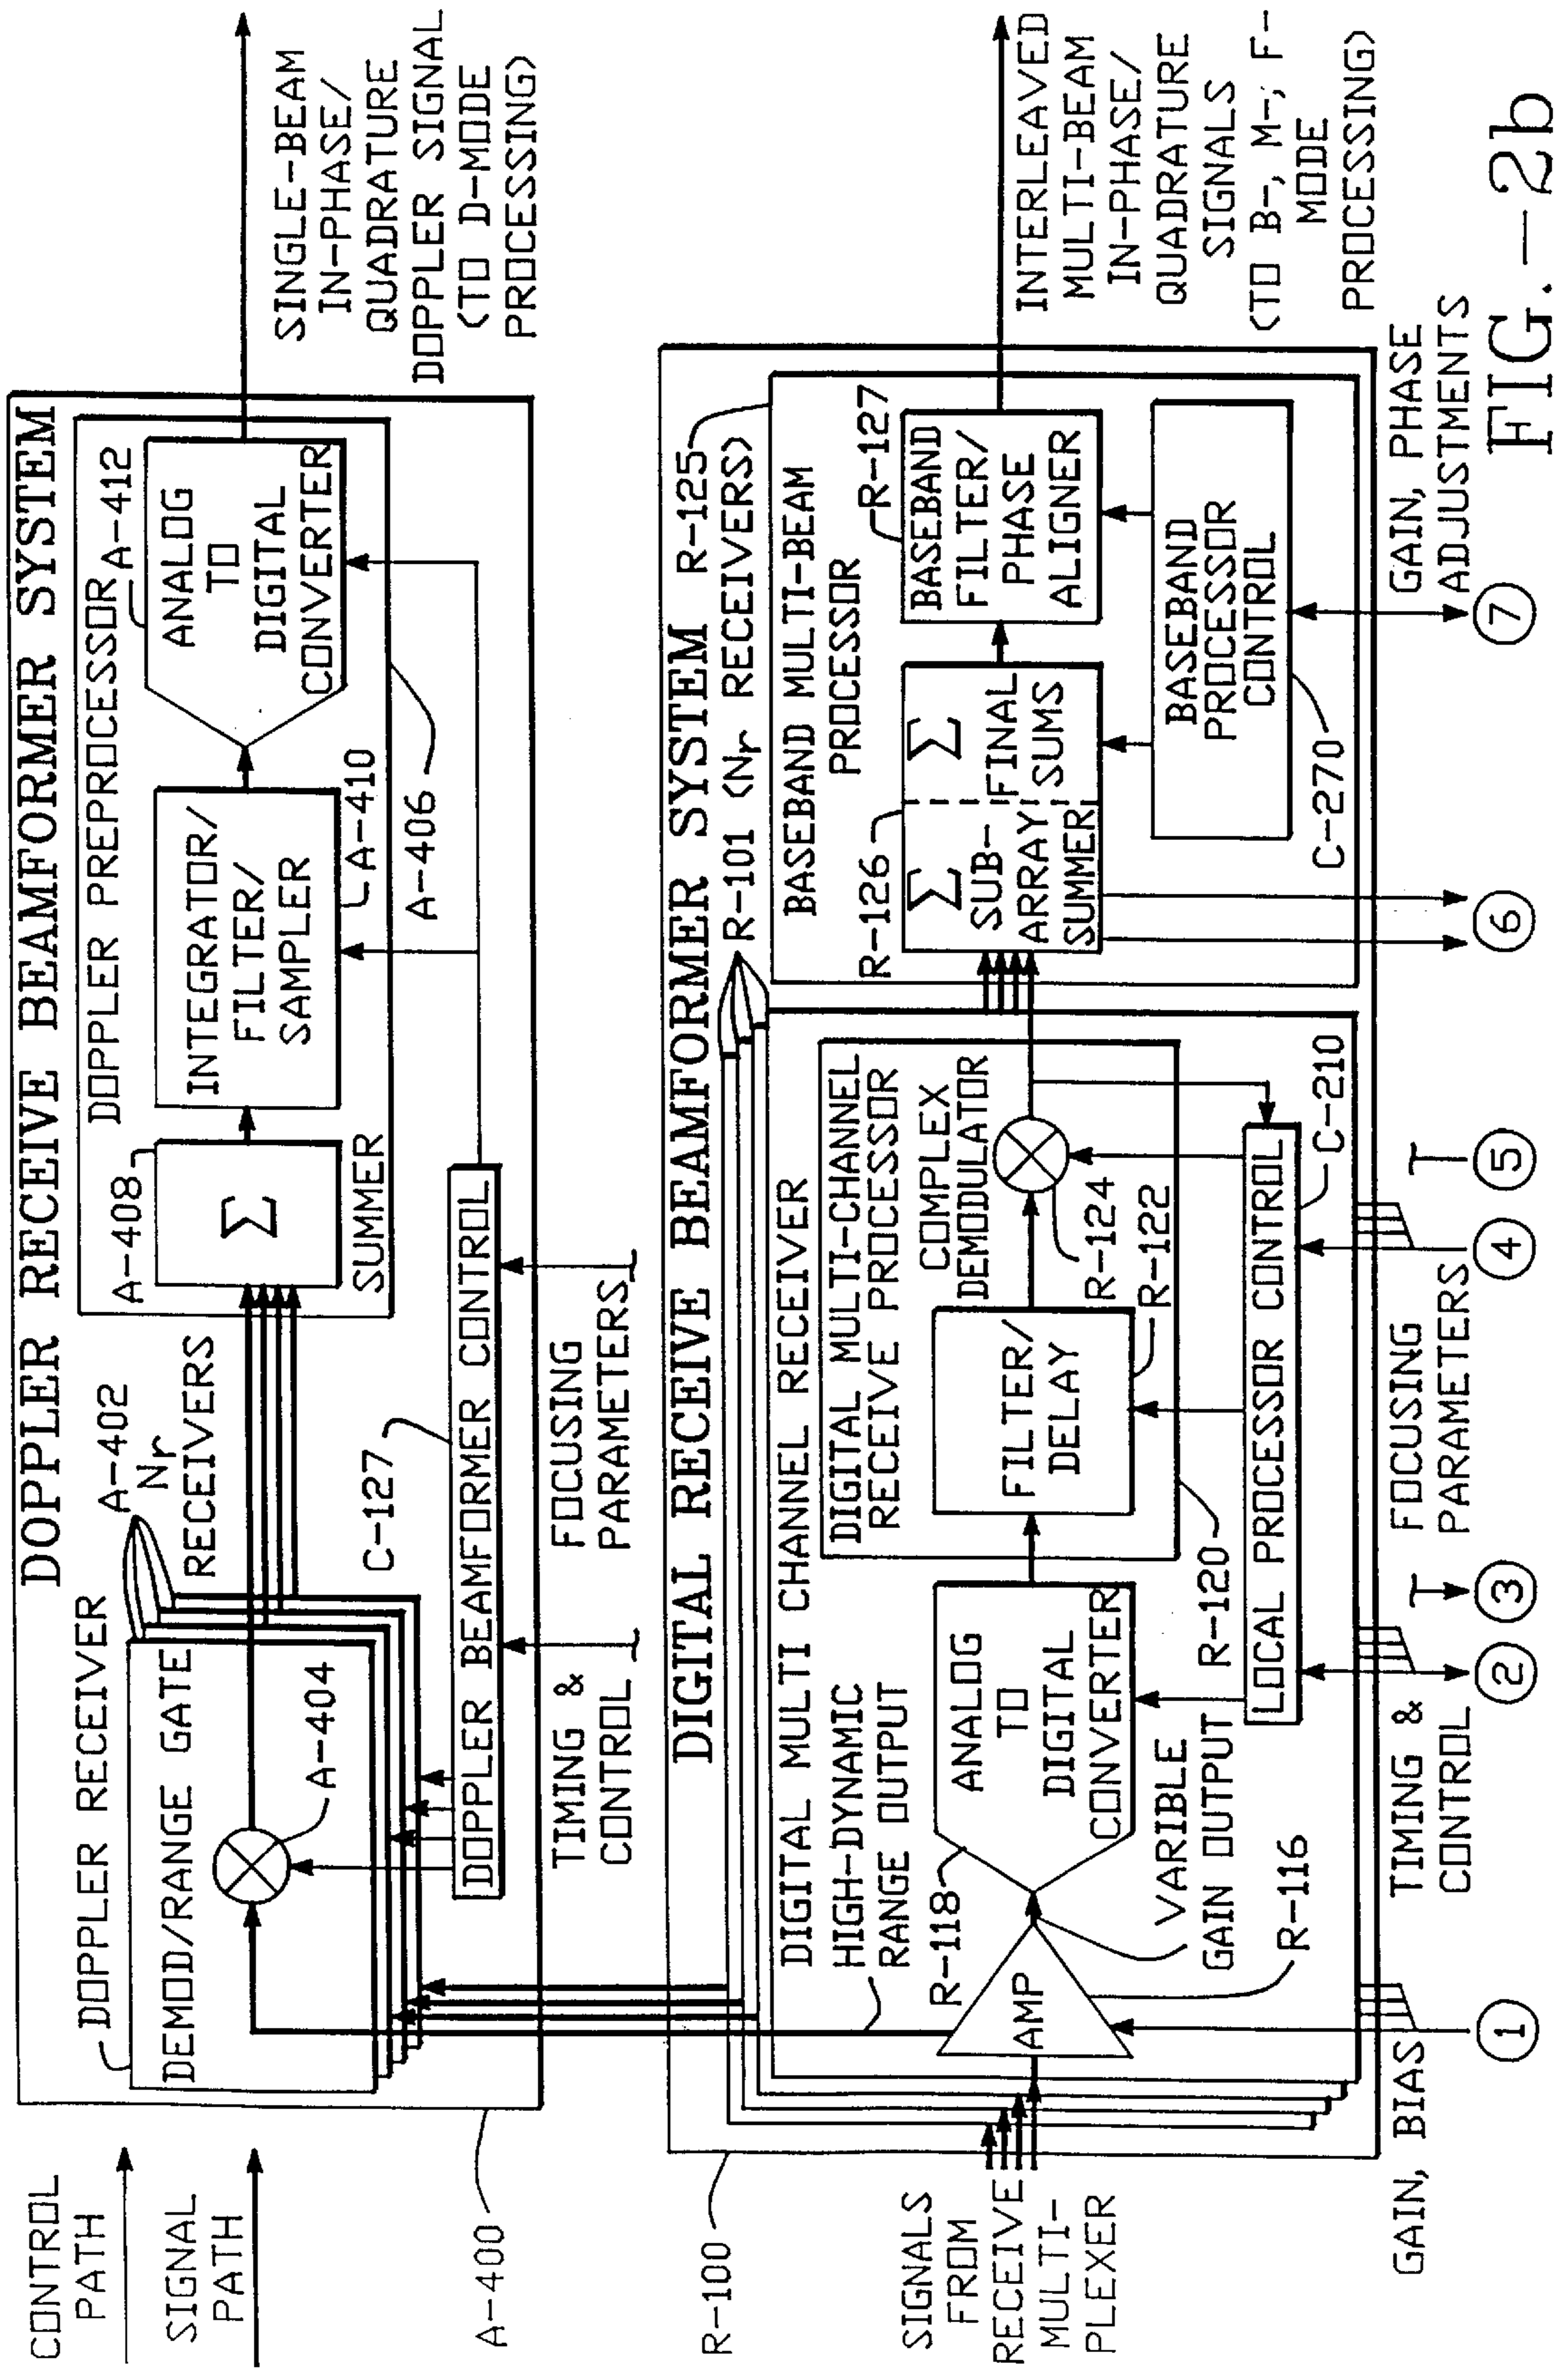 CONTROL
PATH
SIGNAL
PATH
DOPPLER RECEIVE BEAMFORMER SYSTEM
DOPPLER RECEIVER
DEMOD/RANGE GATE
A-404
A-402
Nr
RECEIVERS
DOPPLER PREPROCESSOR
A-408
Σ
SUMMER
INTEGRATOR/
FILTER/
SAMPLER
A-410
A-412
ANALOG
TO
DIGITAL
CONVERTER
A-406
C-127
DOPPLER BEAMFORMER CONTROL
TIMING &
CONTROL
FOCUSING
PARAMETERS
A-400
SINGLE-BEAM
IN-PHASE/
QUADRATURE
DOPPLER SIGNAL
(TO D-MODE
PROCESSING)
R-100
DIGITAL RECEIVE BEAMFORMER SYSTEM
R-101 (Nr RECEIVERS)
R-125
SIGNALS
FROM
RECEIVE
MULTI-
PLEXER
DIGITAL MULTI CHANNEL RECEIVER
HIGH-DYNAMIC
RANGE OUTPUT
R-118
AMP
ANALOG
TO
DIGITAL
CONVERTER
VARIBLE
GAIN OUTPUT
R-116
DIGITAL MULTI-CHANNEL
RECEIVE PROCESSOR
FILTER/
DELAY
COMPLEX
DEMODULATOR
R-124
R-122
R-120
LOCAL PROCESSOR CONTROL
C-210
BASEBAND MULTI-BEAM
PROCESSOR
R-126
Σ Σ
SUB- FINAL
ARRAY SUMS
SUMMER
R-127
BASEBAND
FILTER/
PHASE
ALIGNER
BASEBAND
PROCESSOR
CONTROL
C-270
INTERLEAVED
MULTI-BEAM
IN-PHASE/
QUADRATURE
SIGNALS
(TO B-, M-, F-
MODE
PROCESSING)
GAIN, BIAS
1
TIMING &
CONTROL
2
3
FOCUSING
PARAMETERS
4
5
6
7
GAIN, PHASE
ADJUSTMENTS
FIG.-2b